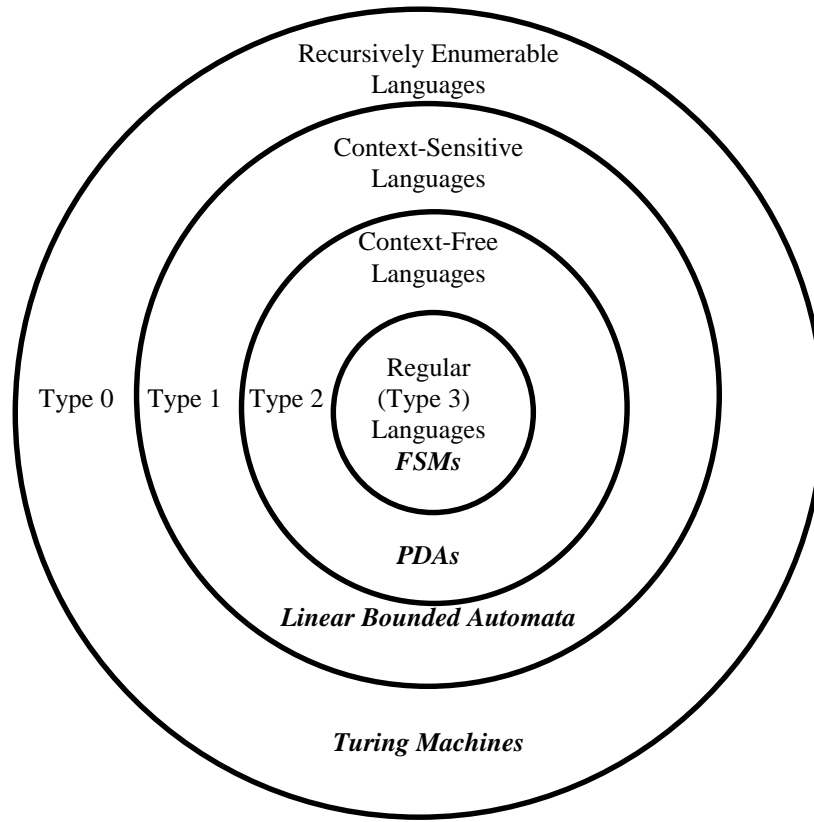 Recursively Enumerable
Languages
Context-Sensitive
Languages
Context-Free
Languages
Type 0
Type 1
Type 2
Regular
(Type 3)
Languages
FSMs
PDAs
Linear Bounded Automata
Turing Machines